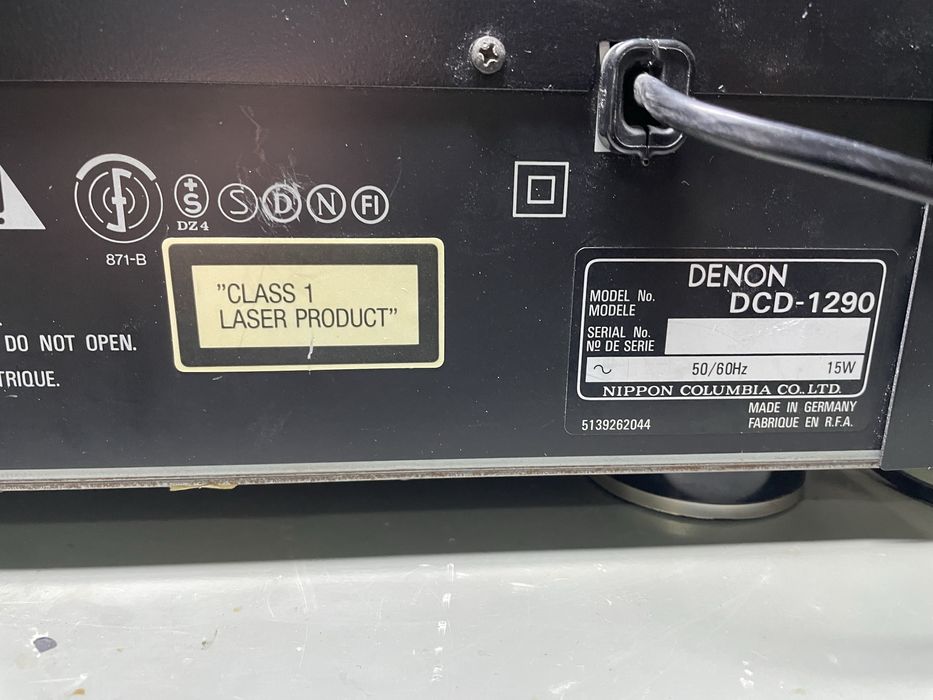 871-B
+
S
DZ4
S
D
N
FI
"CLASS 1
LASER PRODUCT"
DO NOT OPEN.
TRIQUE.
DENON
MODEL No.
MODELE
DCD-1290
SERIAL No.
Nº DE SERIE
~ 50/60Hz 15W
NIPPON COLUMBIA CO., LTD.
5139262044
MADE IN GERMANY
FABRIQUE EN R.F.A.